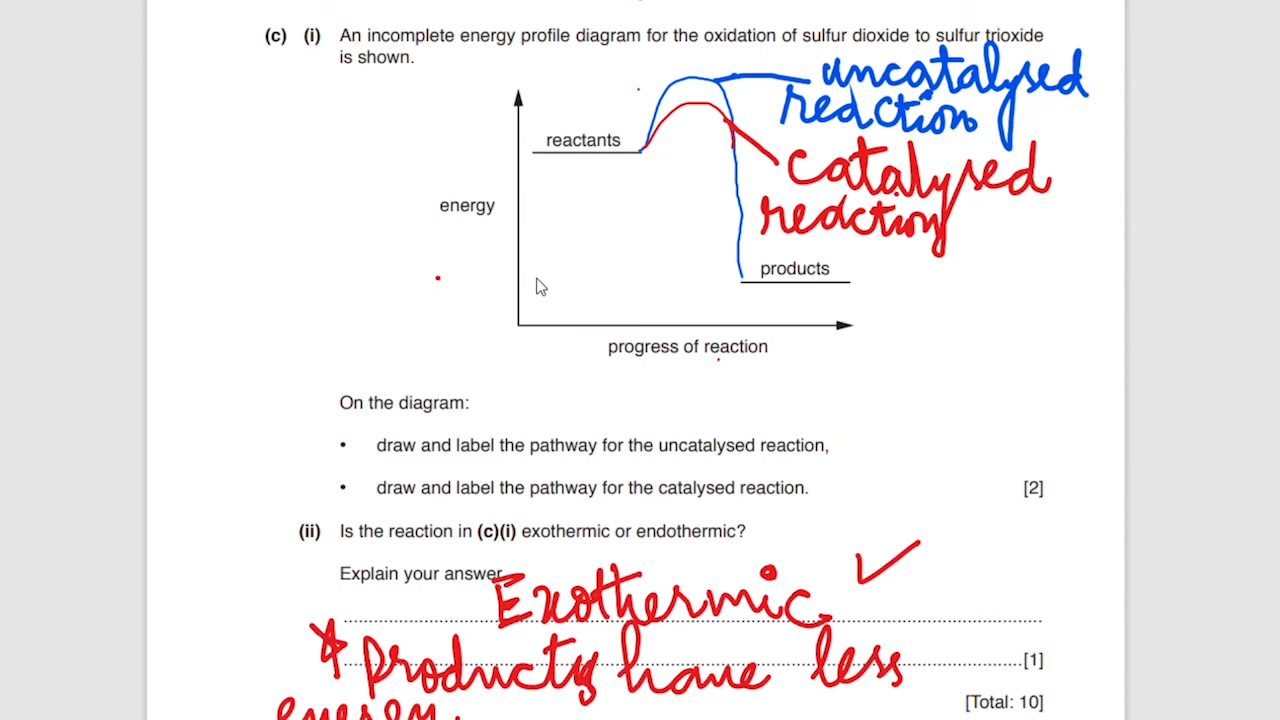 (c) (i) An incomplete energy profile diagram for the oxidation of sulfur dioxide to sulfur trioxide
is shown.
uncatalysed
reaction
reactants
catalysed
reaction
energy
products
progress of reaction
On the diagram:
• draw and label the pathway for the uncatalysed reaction,
• draw and label the pathway for the catalysed reaction. [2]
(ii) Is the reaction in (c)(i) exothermic or endothermic?
Explain your answer
Exothermic
Products have less
[1]
energy.
[Total: 10]